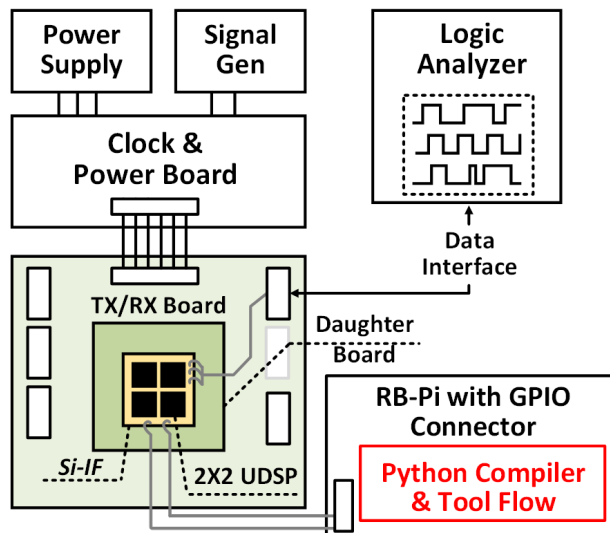 Power
Supply
Signal
Gen
Logic
Analyzer
Clock &
Power Board
Data
Interface
TX/RX Board
Daughter
Board
RB-Pi with GPIO
Connector
Si-IF
2X2 UDSP
Python Compiler
& Tool Flow